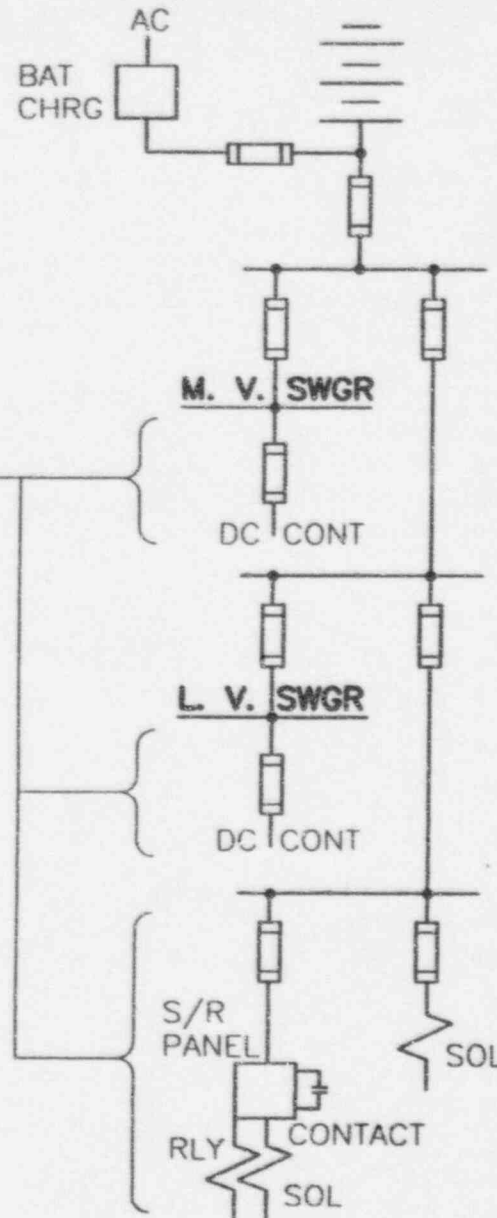 AC
BAT
CHRG
M. V. SWGR
DC CONT
L. V. SWGR
DC CONT
S/R
PANEL
SOL
CONTACT
RLY
SOL